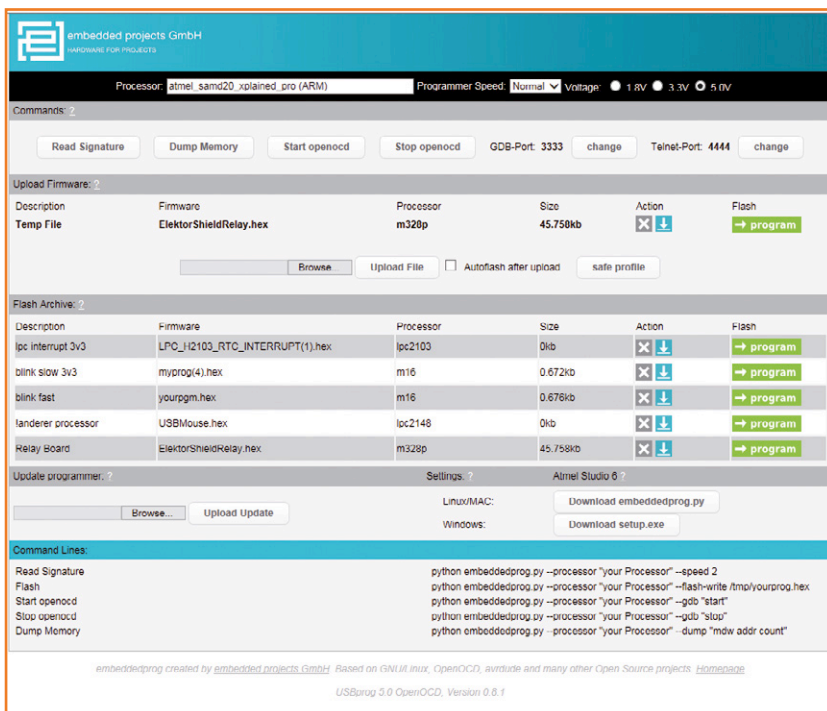 embedded projects GmbH
HARDWARE FOR PROJECTS
Processor: atmel_samd20_xplained_pro (ARM) Programmer Speed: Normal Voltage: 1.8V 3.3V 5.0V
Commands: ?
Read Signature Dump Memory Start openocd Stop openocd GDB-Port: 3333 change Telnet-Port: 4444 change
Upload Firmware: ?
Description Firmware Processor Size Action Flash
Temp File ElektorShieldRelay.hex m328p 45.758kb → program
Browse... Upload File Autoflash after upload safe profile
Flash Archive: ?
Description Firmware Processor Size Action Flash
lpc interrupt 3v3 LPC_H2103_RTC_INTERRUPT(1).hex lpc2103 0kb → program
blink slow 3v3 myprog(4).hex m16 0.672kb → program
blink fast yourpgm.hex m16 0.676kb → program
!anderer processor USBMouse.hex lpc2148 0kb → program
Relay Board ElektorShieldRelay.hex m328p 45.758kb → program
Update programmer: ? Settings: ? Atmel Studio 6 ?
Browse... Upload Update
Linux/MAC: Download embeddedprog.py
Windows: Download setup.exe
Command Lines:
Read Signature python embeddedprog.py --processor "your Processor" --speed 2
Flash python embeddedprog.py --processor "your Processor" --flash-write /tmp/yourprog.hex
Start openocd python embeddedprog.py --processor "your Processor" --gdb "start"
Stop openocd python embeddedprog.py --processor "your Processor" --gdb "stop"
Dump Memory python embeddedprog.py --processor "your Processor" --dump "mdw addr count"
embeddedprog created by embedded projects GmbH. Based on GNU/Linux, OpenOCD, avrdude and many other Open Source projects. Homepage
USBprog 5.0 OpenOCD, Version 0.6.1